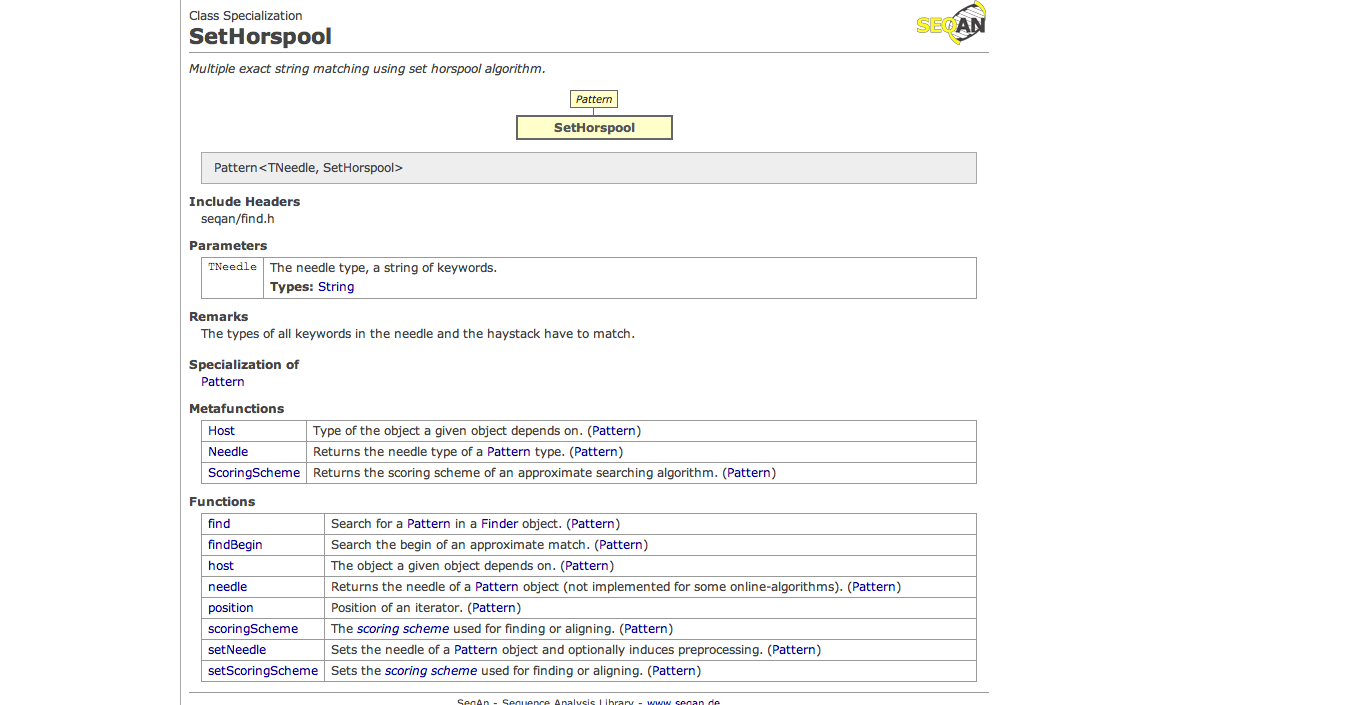 Class Specialization
SetHorspool
SEQAN
Multiple exact string matching using set horspool algorithm.
Pattern
SetHorspool
Pattern<TNeedle, SetHorspool>
Include Headers
seqan/find.h
Parameters
TNeedle The needle type, a string of keywords.
Types: String
Remarks
The types of all keywords in the needle and the haystack have to match.
Specialization of
Pattern
Metafunctions
Host Type of the object a given object depends on. (Pattern)
Needle Returns the needle type of a Pattern type. (Pattern)
ScoringScheme Returns the scoring scheme of an approximate searching algorithm. (Pattern)
Functions
find Search for a Pattern in a Finder object. (Pattern)
findBegin Search the begin of an approximate match. (Pattern)
host The object a given object depends on. (Pattern)
needle Returns the needle of a Pattern object (not implemented for some online-algorithms). (Pattern)
position Position of an iterator. (Pattern)
scoringScheme The scoring scheme used for finding or aligning. (Pattern)
setNeedle Sets the needle of a Pattern object and optionally induces preprocessing. (Pattern)
setScoringScheme Sets the scoring scheme used for finding or aligning. (Pattern)
SeqAn - Sequence Analysis Library - www.seqan.de